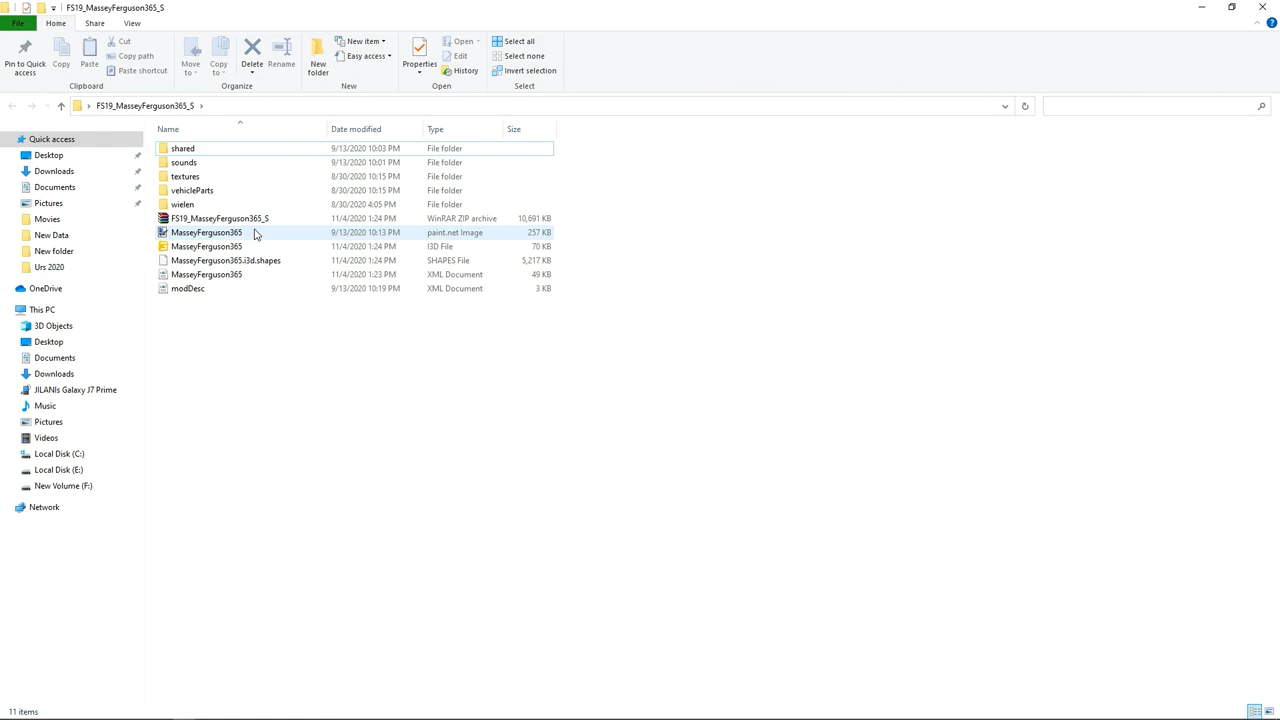 FS19_MasseyFerguson365_S
File
Home
Share
View
Pin to Quick access
Copy
Paste
Cut
Copy path
Paste shortcut
Clipboard
Move to
Copy to
Delete
Rename
Organize
New folder
New item
Easy access
New
Properties
Open
Edit
History
Open
Select all
Select none
Invert selection
Select
FS19_MasseyFerguson365_S
Name Date modified Type Size
shared 9/13/2020 10:03 PM File folder
sounds 9/13/2020 10:01 PM File folder
textures 8/30/2020 10:15 PM File folder
vehicleParts 8/30/2020 10:15 PM File folder
wielen 8/30/2020 4:05 PM File folder
FS19_MasseyFerguson365_S 11/4/2020 1:24 PM WinRAR ZIP archive 10,691 KB
MasseyFerguson365 9/13/2020 10:13 PM paint.net Image 257 KB
MasseyFerguson365 11/4/2020 1:24 PM I3D File 70 KB
MasseyFerguson365.i3d.shapes 11/4/2020 1:24 PM SHAPES File 5,217 KB
MasseyFerguson365 11/4/2020 1:23 PM XML Document 49 KB
modDesc 9/13/2020 10:19 PM XML Document 3 KB
Quick access
Desktop
Downloads
Documents
Pictures
Movies
New Data
New folder
Urs 2020
OneDrive
This PC
3D Objects
Desktop
Documents
Downloads
JILANIs Galaxy J7 Prime
Music
Pictures
Videos
Local Disk (C:)
Local Disk (E:)
New Volume (F:)
Network
11 items